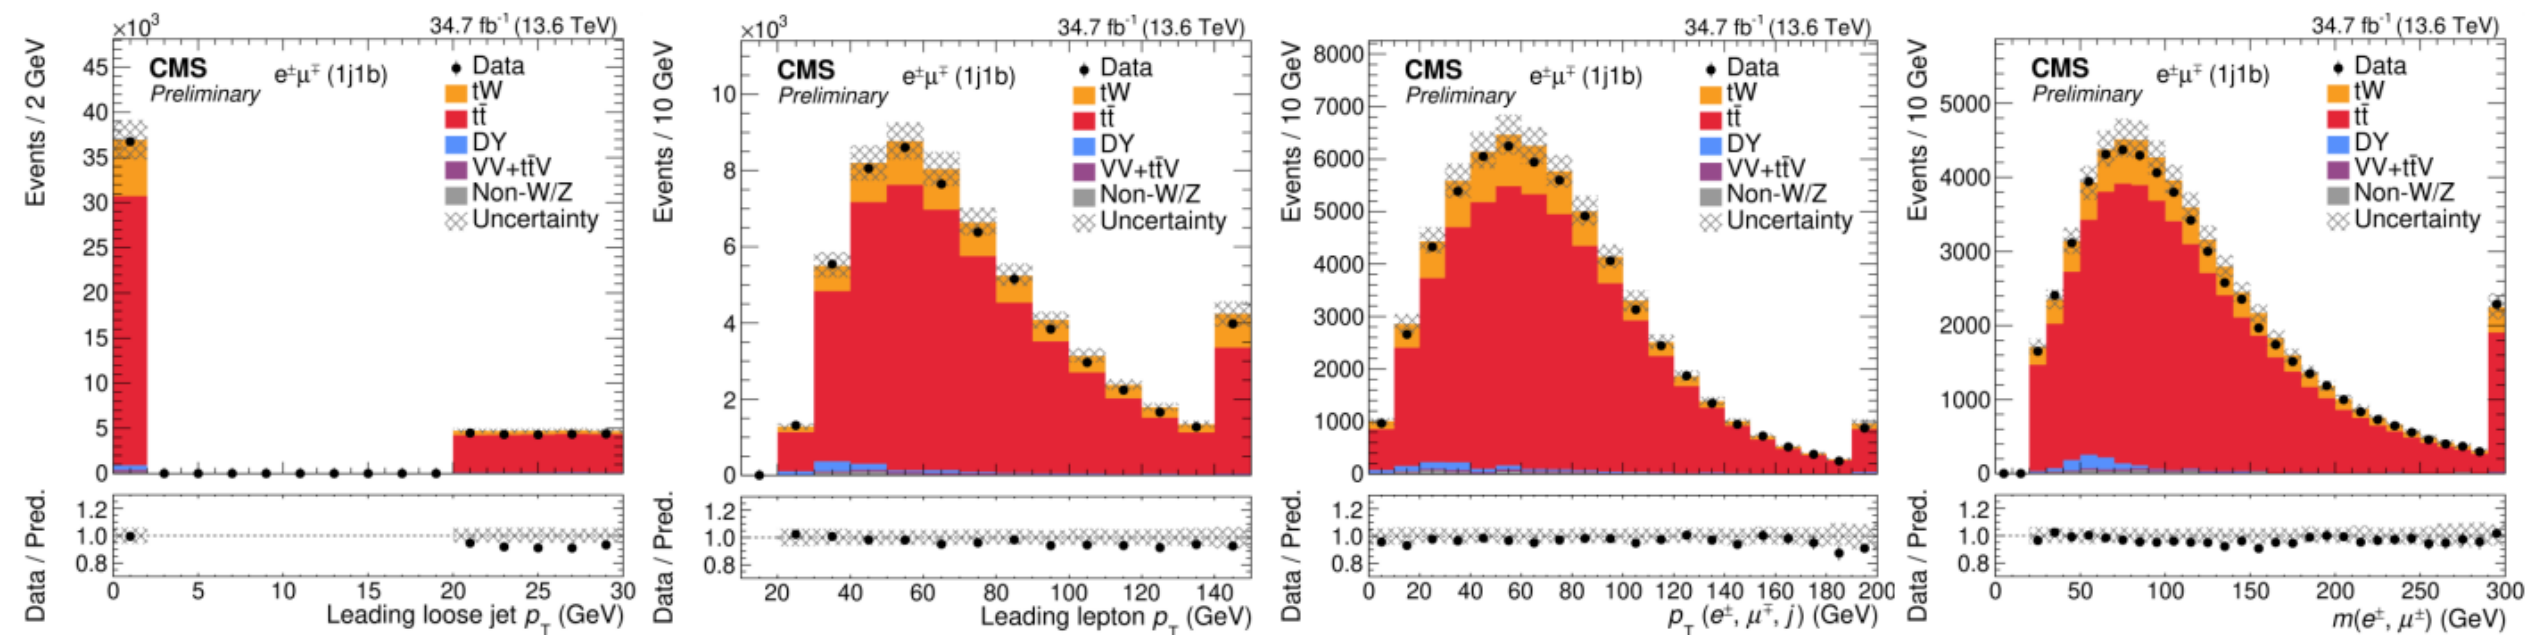 ×10³ 34.7 fb⁻¹ (13.6 TeV)
Events / 2 GeV
CMS
Preliminary
e±μ∓ (1j1b)
Data
tW
tt̄
DY
VV+tt̄V
Non-W/Z
Uncertainty
45
40
35
30
25
20
15
10
5
0
Data / Pred.
1.2
1.0
0.8
0 5 10 15 20 25 30
Leading loose jet p_T (GeV)
×10³ 34.7 fb⁻¹ (13.6 TeV)
Events / 10 GeV
CMS
Preliminary
e±μ∓ (1j1b)
Data
tW
tt̄
DY
VV+tt̄V
Non-W/Z
Uncertainty
10
8
6
4
2
0
Data / Pred.
1.2
1.0
0.8
20 40 60 80 100 120 140
Leading lepton p_T (GeV)
34.7 fb⁻¹ (13.6 TeV)
Events / 10 GeV
CMS
Preliminary
e±μ∓ (1j1b)
Data
tW
tt̄
DY
VV+tt̄V
Non-W/Z
Uncertainty
8000
7000
6000
5000
4000
3000
2000
1000
0
Data / Pred.
1.2
1.0
0.8
0 20 40 60 80 100 120 140 160 180 200
p_T (e±, μ∓, j) (GeV)
34.7 fb⁻¹ (13.6 TeV)
Events / 10 GeV
CMS
Preliminary
e±μ∓ (1j1b)
Data
tW
tt̄
DY
VV+tt̄V
Non-W/Z
Uncertainty
5000
4000
3000
2000
1000
0
Data / Pred.
1.2
1.0
0.8
0 50 100 150 200 250 300
m(e±, μ±) (GeV)